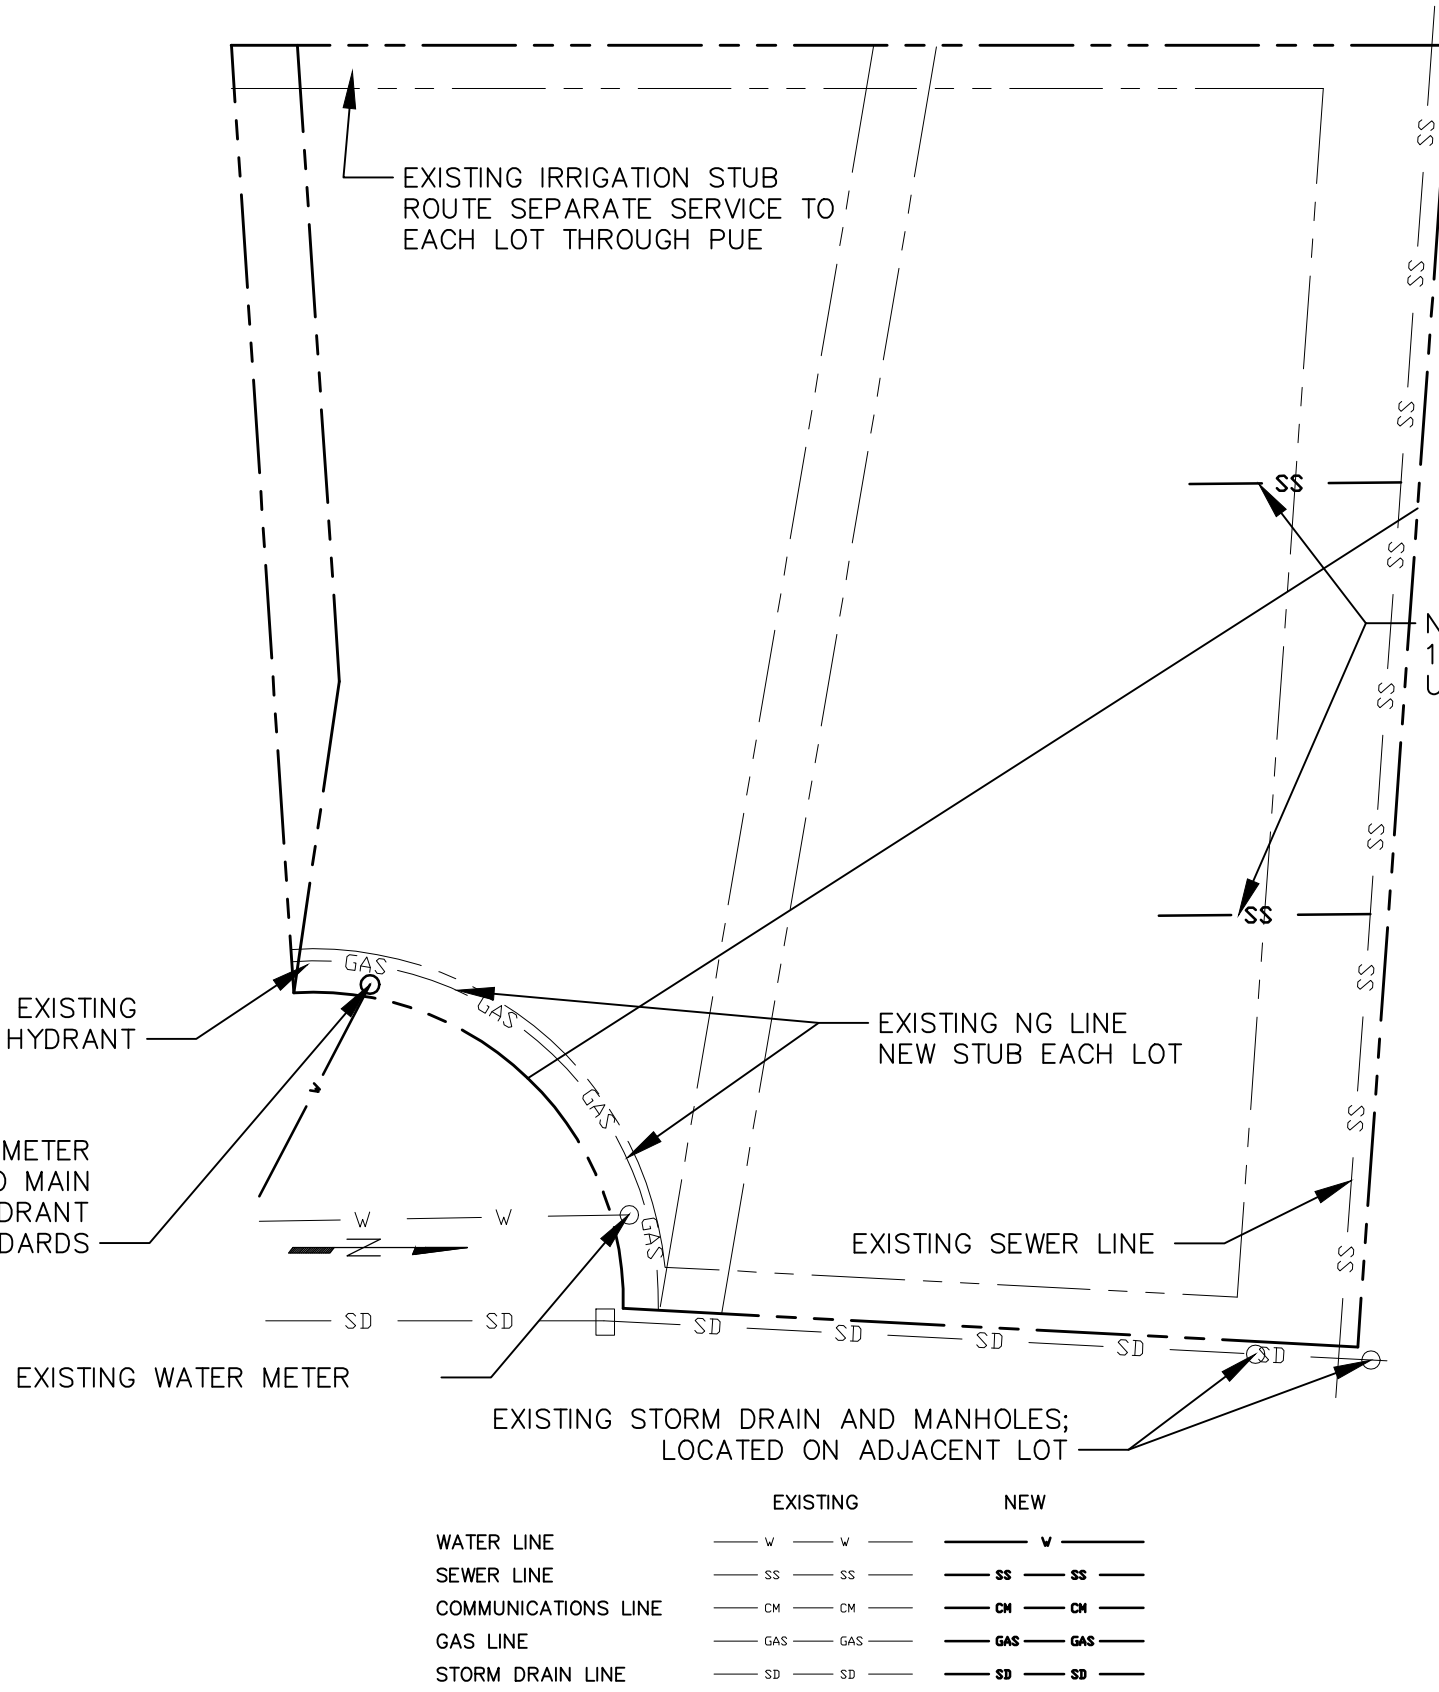 EXISTING IRRIGATION STUB
ROUTE SEPARATE SERVICE TO
EACH LOT THROUGH PUE
SS
SS
SS
SS
SS
SS
SS
SS
SS
SS
SS
N
1
U
GAS
GAS
GAS
GAS
EXISTING
HYDRANT
EXISTING NG LINE
NEW STUB EACH LOT
W
METER
MAIN
W
W
N
EXISTING SEWER LINE
SD
SD
SD
SD
SD
SD
SD
EXISTING WATER METER
EXISTING STORM DRAIN AND MANHOLES;
LOCATED ON ADJACENT LOT
EXISTING NEW
WATER LINE W W W
SEWER LINE SS SS SS SS
COMMUNICATIONS LINE CM CM CM CM
GAS LINE GAS GAS GAS GAS
STORM DRAIN LINE SD SD SD SD